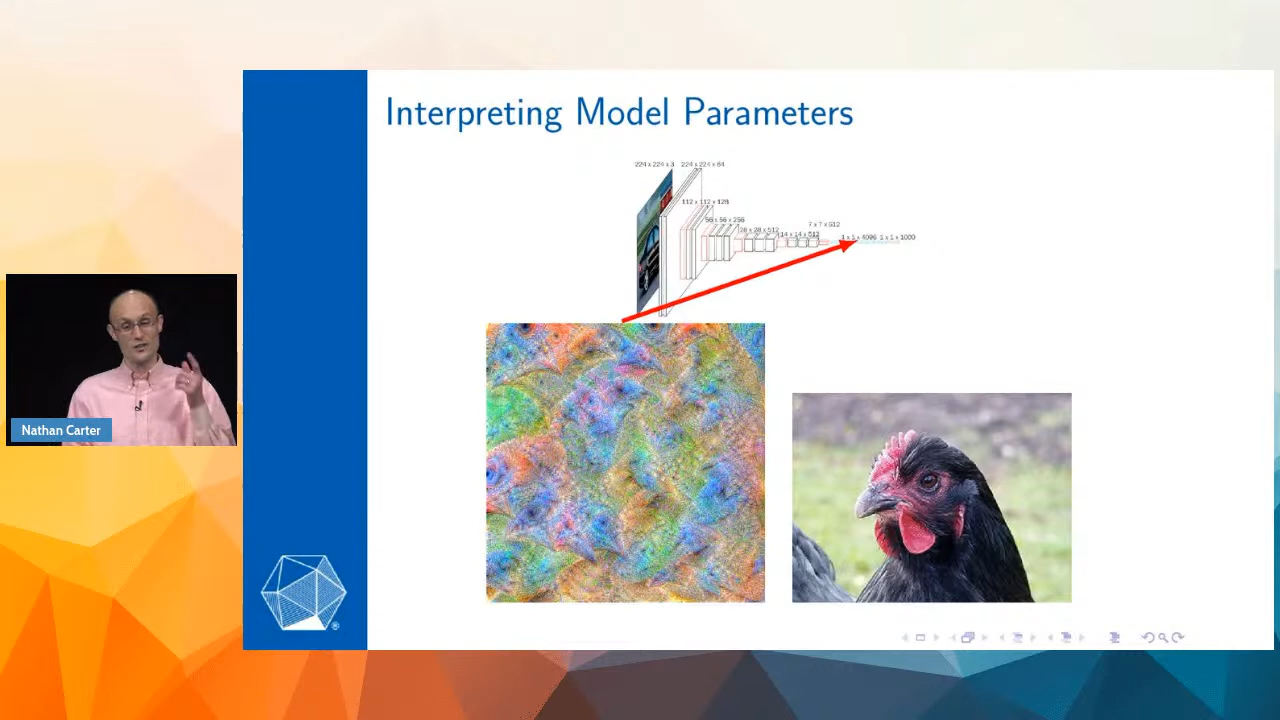 Interpreting Model Parameters
224 x 224 x 3 224 x 224 x 64
112 x 112 x 128
56 x 56 x 256
28 x 28 x 512
14 x 14 x 512
7 x 7 x 512
1 x 1 x 4096 1 x 1 x 1000
Nathan Carter
®